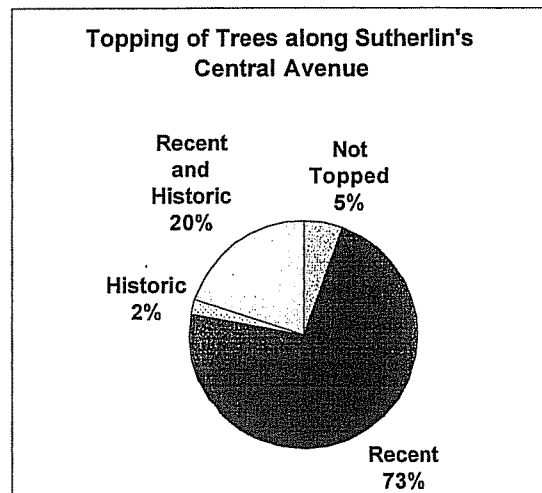 Topping of Trees along Sutherlin's
Central Avenue
Recent
and
Historic
20%
Not
Topped
5%
Historic
2%
Recent
73%